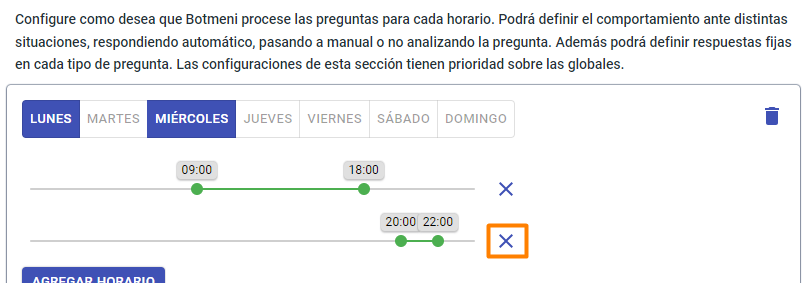 Configure como desea que Botmeni procese las preguntas para cada horario. Podrá definir el comportamiento ante distintas
situaciones, respondiendo automático, pasando a manual o no analizando la pregunta. Además podrá definir respuestas fijas
en cada tipo de pregunta. Las configuraciones de esta sección tienen prioridad sobre las globales.
LUNES MARTES MIÉRCOLES JUEVES VIERNES SÁBADO DOMINGO
09:00 18:00
20:00 22:00
AGREGAR HORARIO